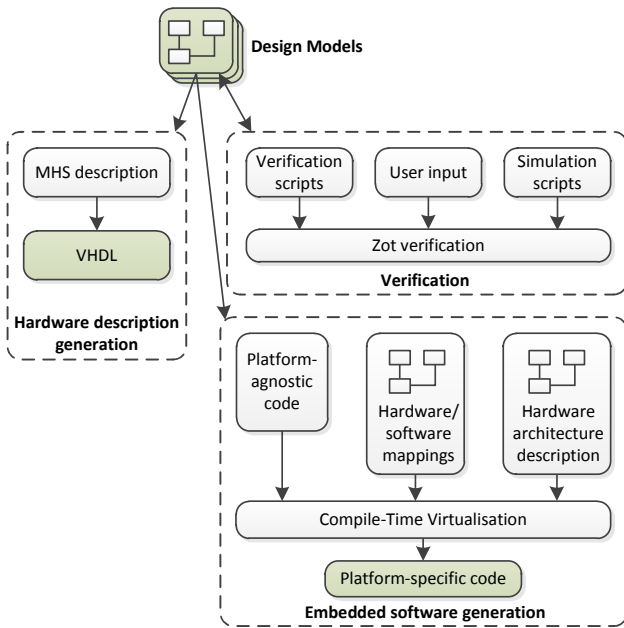 Design Models
MHS description
VHDL
Hardware description
generation
Verification
scripts
User input
Simulation
scripts
Zot verification
Verification
Platform-
agnostic
code
Hardware/
software
mappings
Hardware
architecture
description
Compile-Time Virtualisation
Platform-specific code
Embedded software generation